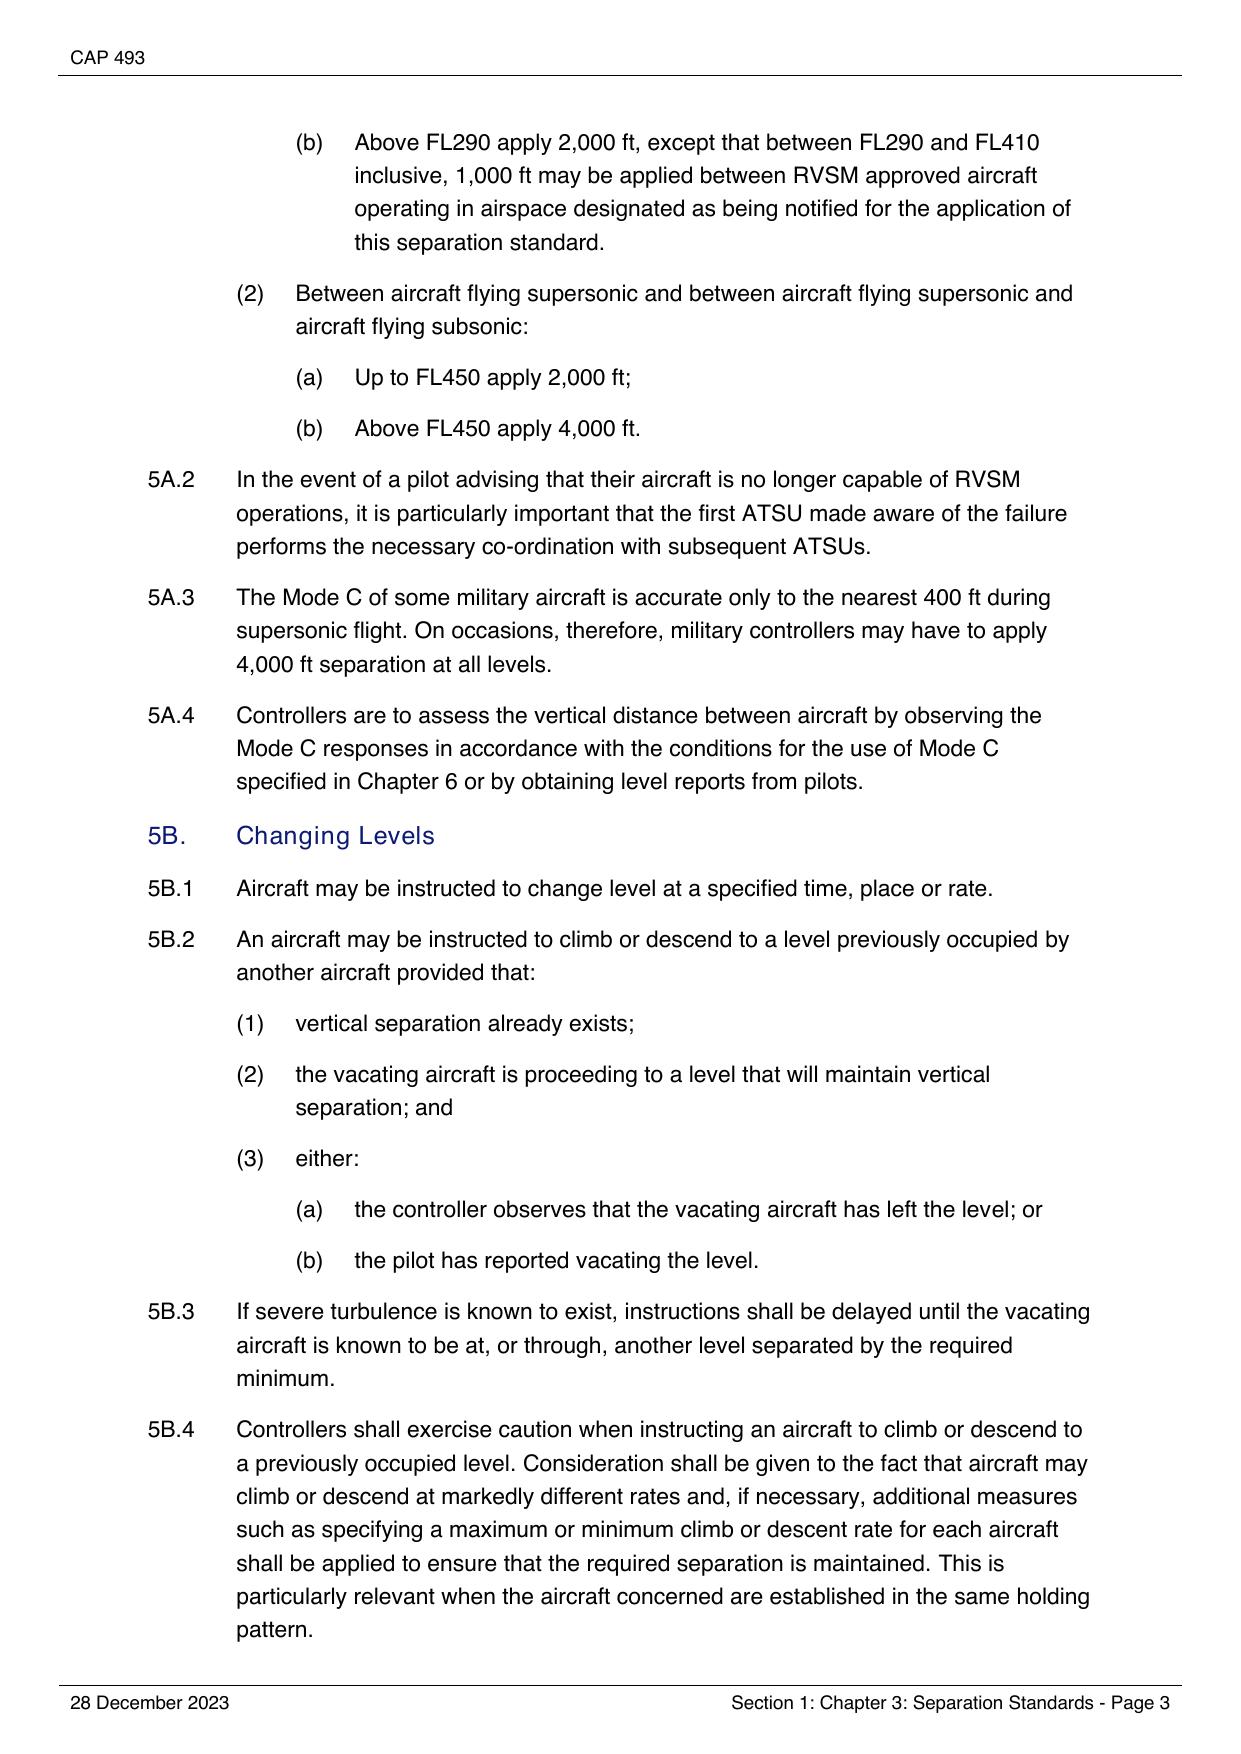 CAP 493
(b) Above FL290 apply 2,000 ft, except that between FL290 and FL410
inclusive, 1,000 ft may be applied between RVSM approved aircraft
operating in airspace designated as being notified for the application of
this separation standard.
(2) Between aircraft flying supersonic and between aircraft flying supersonic and
aircraft flying subsonic:
(a) Up to FL450 apply 2,000 ft;
(b) Above FL450 apply 4,000 ft.
5A.2 In the event of a pilot advising that their aircraft is no longer capable of RVSM
operations, it is particularly important that the first ATSU made aware of the failure
performs the necessary co-ordination with subsequent ATSUs.
5A.3 The Mode C of some military aircraft is accurate only to the nearest 400 ft during
supersonic flight. On occasions, therefore, military controllers may have to apply
4,000 ft separation at all levels.
5A.4 Controllers are to assess the vertical distance between aircraft by observing the
Mode C responses in accordance with the conditions for the use of Mode C
specified in Chapter 6 or by obtaining level reports from pilots.
5B. Changing Levels
5B.1 Aircraft may be instructed to change level at a specified time, place or rate.
5B.2 An aircraft may be instructed to climb or descend to a level previously occupied by
another aircraft provided that:
(1) vertical separation already exists;
(2) the vacating aircraft is proceeding to a level that will maintain vertical
separation; and
(3) either:
(a) the controller observes that the vacating aircraft has left the level; or
(b) the pilot has reported vacating the level.
5B.3 If severe turbulence is known to exist, instructions shall be delayed until the vacating
aircraft is known to be at, or through, another level separated by the required
minimum.
5B.4 Controllers shall exercise caution when instructing an aircraft to climb or descend to
a previously occupied level. Consideration shall be given to the fact that aircraft may
climb or descend at markedly different rates and, if necessary, additional measures
such as specifying a maximum or minimum climb or descent rate for each aircraft
shall be applied to ensure that the required separation is maintained. This is
particularly relevant when the aircraft concerned are established in the same holding
pattern.
28 December 2023 Section 1: Chapter 3: Separation Standards - Page 3